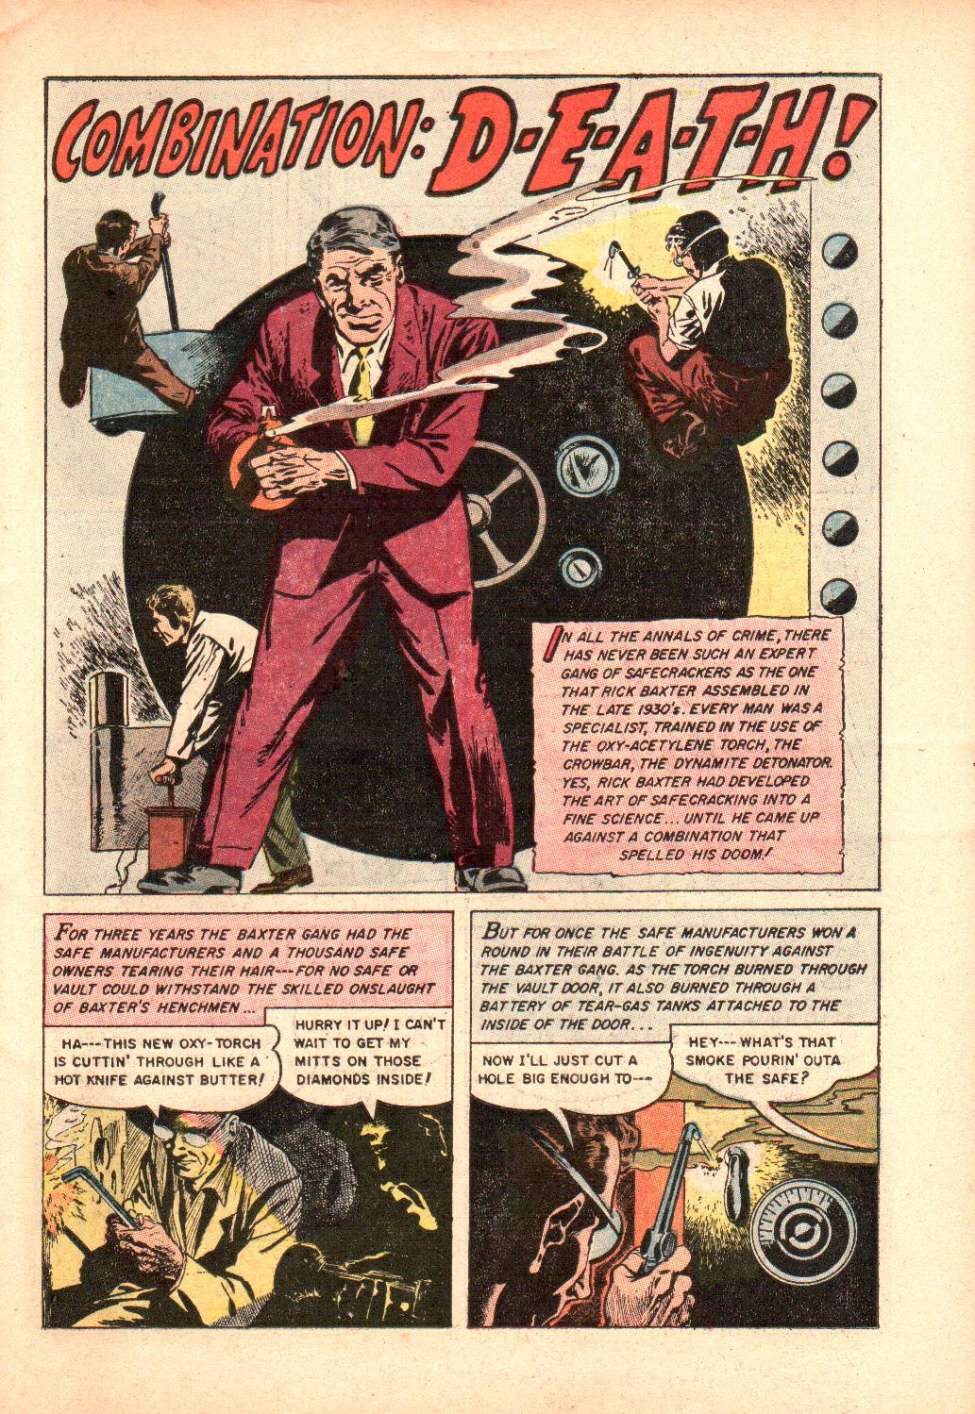 COMBINATION: D-E-A-T-H!
IN ALL THE ANNALS OF CRIME, THERE
HAS NEVER BEEN SUCH AN EXPERT
GANG OF SAFECRACKERS AS THE ONE
THAT RICK BAXTER ASSEMBLED IN
THE LATE 1930's. EVERY MAN WAS A
SPECIALIST, TRAINED IN THE USE OF
THE OXY-ACETYLENE TORCH, THE
CROWBAR, THE DYNAMITE DETONATOR.
YES, RICK BAXTER HAD DEVELOPED
THE ART OF SAFECRACKING INTO A
FINE SCIENCE... UNTIL HE CAME UP
AGAINST A COMBINATION THAT
SPELLED HIS DOOM!
FOR THREE YEARS THE BAXTER GANG HAD THE
SAFE MANUFACTURERS AND A THOUSAND SAFE
OWNERS TEARING THEIR HAIR---FOR NO SAFE OR
VAULT COULD WITHSTAND THE SKILLED ONSLAUGHT
OF BAXTER'S HENCHMEN...
HA---THIS NEW OXY-TORCH
IS CUTTIN' THROUGH LIKE A
HOT KNIFE AGAINST BUTTER!
HURRY IT UP! I CAN'T
WAIT TO GET MY
MITTS ON THOSE
DIAMONDS INSIDE!
BUT FOR ONCE THE SAFE MANUFACTURERS WON A
ROUND IN THEIR BATTLE OF INGENUITY AGAINST
THE BAXTER GANG. AS THE TORCH BURNED THROUGH
THE VAULT DOOR, IT ALSO BURNED THROUGH A
BATTERY OF TEAR-GAS TANKS ATTACHED TO THE
INSIDE OF THE DOOR...
NOW I'LL JUST CUT A
HOLE BIG ENOUGH TO---
HEY---WHAT'S THAT
SMOKE POURIN' OUTA
THE SAFE?